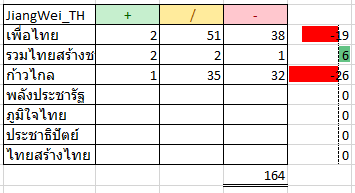 JiangWei_TH + / -
เพื่อไทย 2 51 38 -19
รวมไทยสร้างช 2 2 1 6
ก้าวไกล 1 35 32 -26
พลังประชารัฐ 0
ภูมิใจไทย 0
ประชาธิปัตย์ 0
ไทยสร้างไทย 0
164